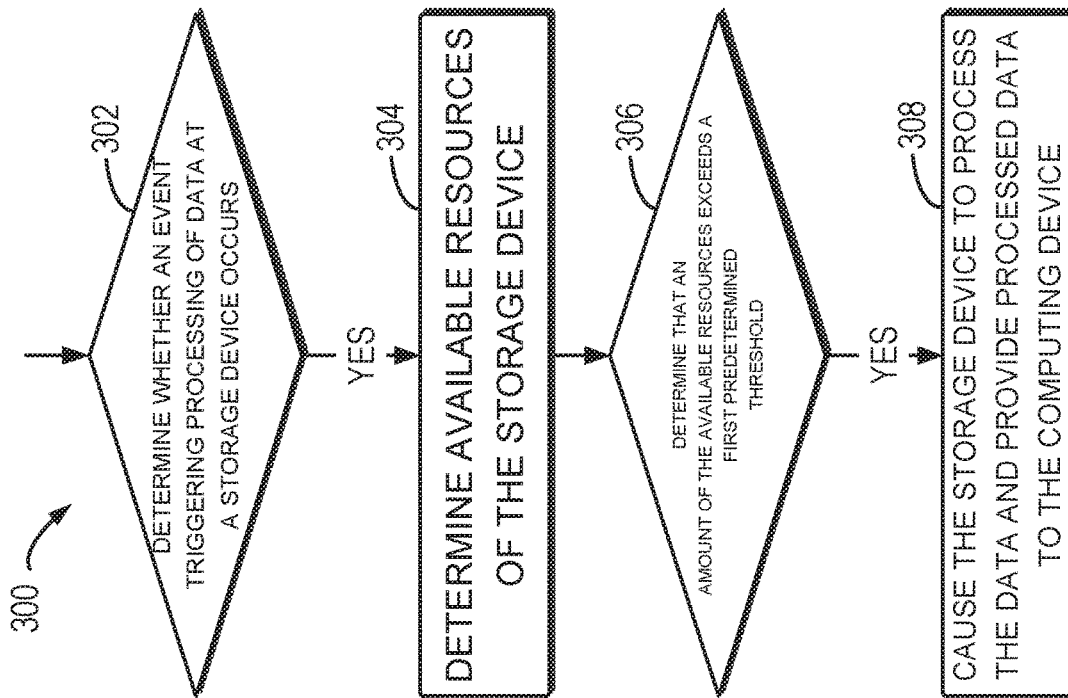 300
302
DETERMINE WHETHER AN EVENT
TRIGGERING PROCESSING OF DATA AT
A STORAGE DEVICE OCCURS
YES
304
DETERMINE AVAILABLE RESOURCES
OF THE STORAGE DEVICE
306
DETERMINE THAT AN
AMOUNT OF THE AVAILABLE RESOURCES EXCEEDS A
FIRST PREDETERMINED
THRESHOLD
YES
308
CAUSE THE STORAGE DEVICE TO PROCESS
THE DATA AND PROVIDE PROCESSED DATA
TO THE COMPUTING DEVICE